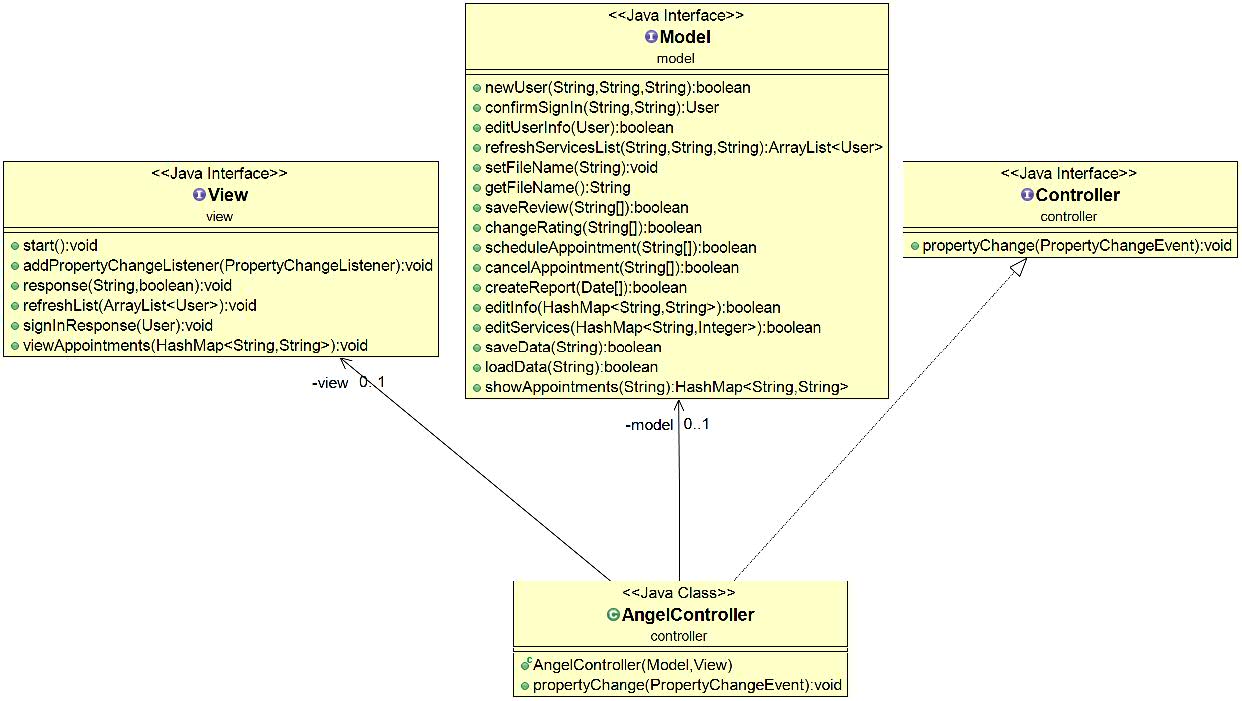 <<Java Interface>>
Model
model
newUser(String,String,String):boolean
confirmSignIn(String,String):User
editUserInfo(User):boolean
refreshServicesList(String,String,String):ArrayList<User>
setFileName(String):void
getFileName():String
saveReview(String[]):boolean
changeRating(String[]):boolean
scheduleAppointment(String[]):boolean
cancelAppointment(String[]):boolean
createReport(Date[]):boolean
editInfo(HashMap<String,String>):boolean
editServices(HashMap<String,Integer>):boolean
saveData(String):boolean
loadData(String):boolean
showAppointments(String):HashMap<String,String>
<<Java Interface>>
View
view
start():void
addPropertyChangeListener(PropertyChangeListener):void
response(String,boolean):void
refreshList(ArrayList<User>):void
signInResponse(User):void
viewAppointments(HashMap<String,String>):void
<<Java Interface>>
Controller
controller
propertyChange(PropertyChangeEvent):void
-view 0..1
-model 0..1
<<Java Class>>
AngelController
controller
AngelController(Model,View)
propertyChange(PropertyChangeEvent):void